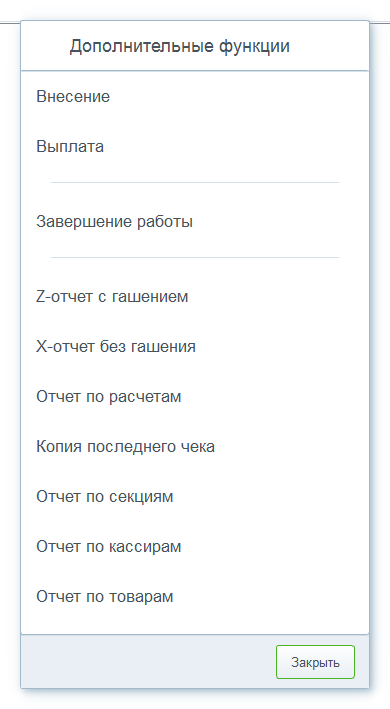 Дополнительные функции
Внесение
Выплата
Завершение работы
Z-отчет с гашением
X-отчет без гашения
Отчет по расчетам
Копия последнего чека
Отчет по секциям
Отчет по кассирам
Отчет по товарам
Закрыть